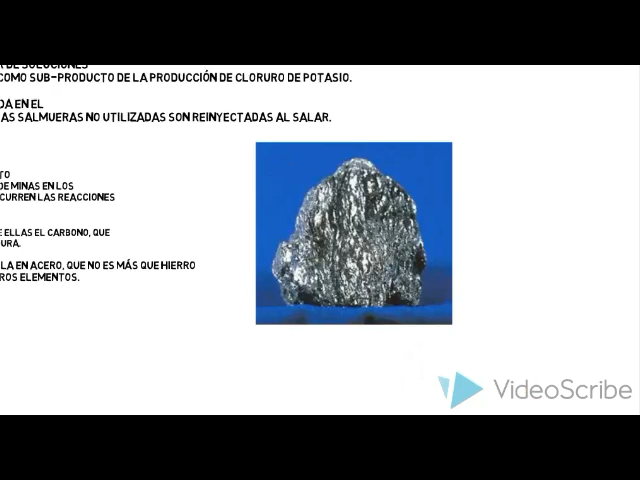 DE SOLUCIONES
COMO SUB-PRODUCTO DE LA PRODUCCIÓN DE CLORURO DE POTASIO.
DA EN EL
AS SALMUERAS NO UTILIZADAS SON REINYECTADAS AL SALAR.
TO
DE MINAS EN LOS
CURREN LAS REACCIONES
E ELLAS EL CARBONO, QUE
URA.
LA EN ACERO, QUE NO ES MÁS QUE HIERRO
ROS ELEMENTOS.
VideoScribe